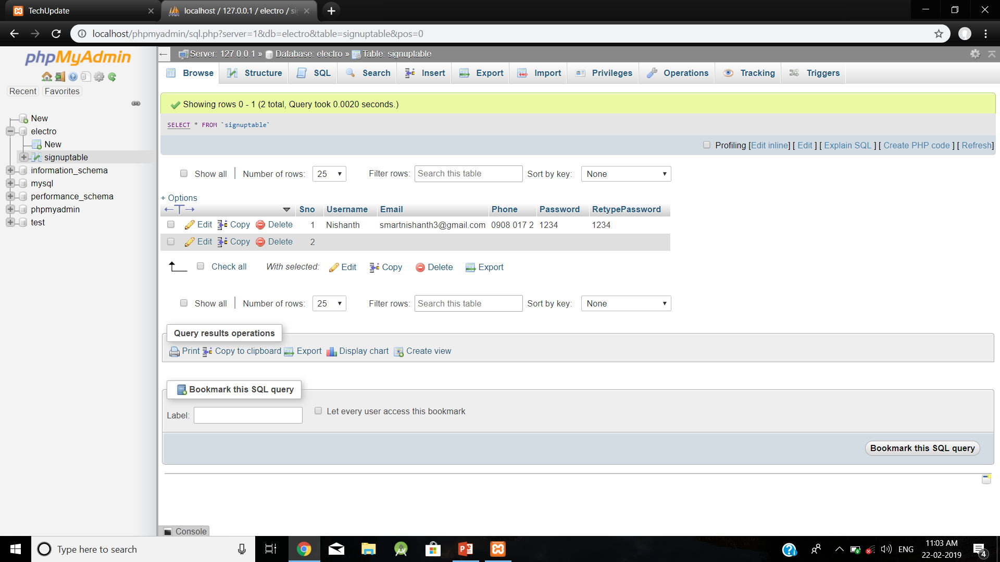 TechUpdate
localhost / 127.0.0.1 / electro / si
localhost/phpmyadmin/sql.php?server=1&db=electro&table=signuptable&pos=0
phpMyAdmin
Recent Favorites
New
electro
New
signuptable
information_schema
mysql
performance_schema
phpmyadmin
test
Server: 127.0.0.1 » Database: electro » Table: signuptable
Browse Structure SQL Search Insert Export Import Privileges Operations Tracking Triggers
Showing rows 0 - 1 (2 total, Query took 0.0020 seconds.)
SELECT * FROM `signuptable`
Profiling [Edit inline] [ Edit ] [ Explain SQL ] [ Create PHP code ] [ Refresh]
Show all | Number of rows: 25 Filter rows: Search this table Sort by key: None
+ Options
←T→ Sno Username Email Phone Password RetypePassword
Edit Copy Delete 1 Nishanth smartnishanth3@gmail.com 0908 017 2 1234 1234
Edit Copy Delete 2
Check all With selected: Edit Copy Delete Export
Show all | Number of rows: 25 Filter rows: Search this table Sort by key: None
Query results operations
Print Copy to clipboard Export Display chart Create view
Bookmark this SQL query
Label: Let every user access this bookmark
Bookmark this SQL query
Console
Type here to search
ENG
11:03 AM
22-02-2019
4